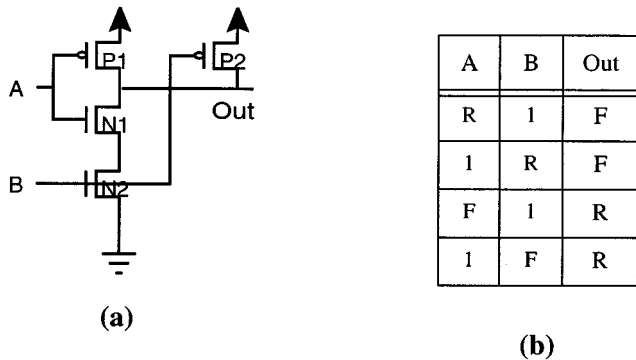 P1
P2
A
N1
Out
B
N2
(a)
A B Out
R 1 F
1 R F
F 1 R
1 F R
(b)